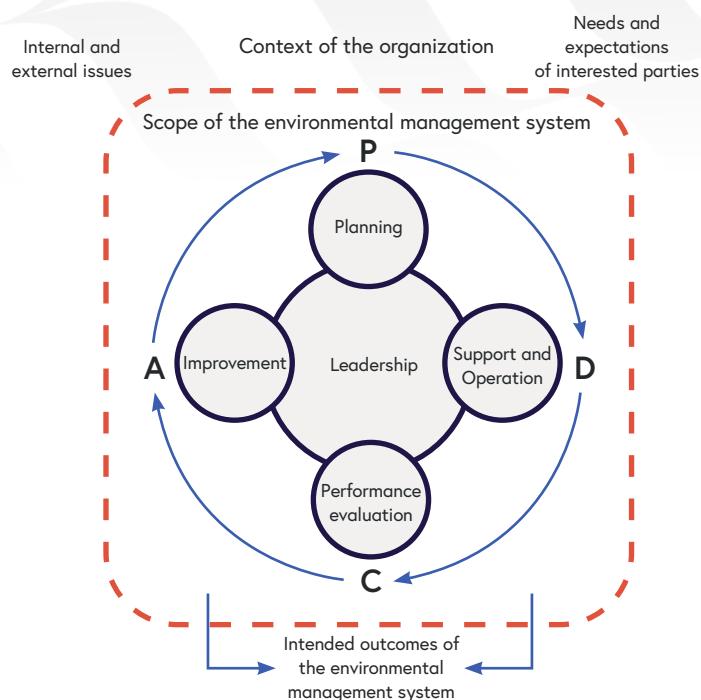 Internal and
external issues
Context of the organization
Needs and
expectations
of interested parties
Scope of the environmental management system
P
Planning
A
Improvement
Leadership
Support and
Operation
D
Performance
evaluation
C
Intended outcomes of
the environmental
management system